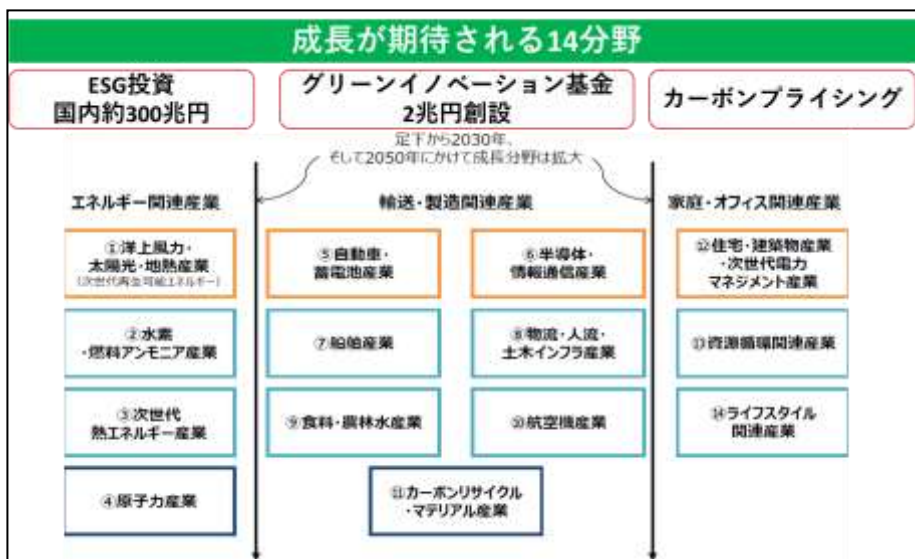 成長が期待される14分野
ESG投資
国内約300兆円
グリーンイノベーション基金
2兆円創設
カーボンプライシング
足下から2030年、
そして2050年にかけて成長分野は拡大
エネルギー関連産業
輸送・製造関連産業
家庭・オフィス関連産業
①洋上風力・
太陽光・地熱産業
(次世代再生可能エネルギー)
⑤自動車・
蓄電池産業
⑥半導体・
情報通信産業
⑫住宅・建築物産業
・次世代電力
マネジメント産業
②水素
・燃料アンモニア産業
⑦船舶産業
⑧物流・人流・
土木インフラ産業
⑬資源循環関連産業
③次世代
熱エネルギー産業
⑨食料・農林水産業
⑩航空機産業
⑭ライフスタイル
関連産業
④原子力産業
⑪カーボンリサイクル
・マテリアル産業